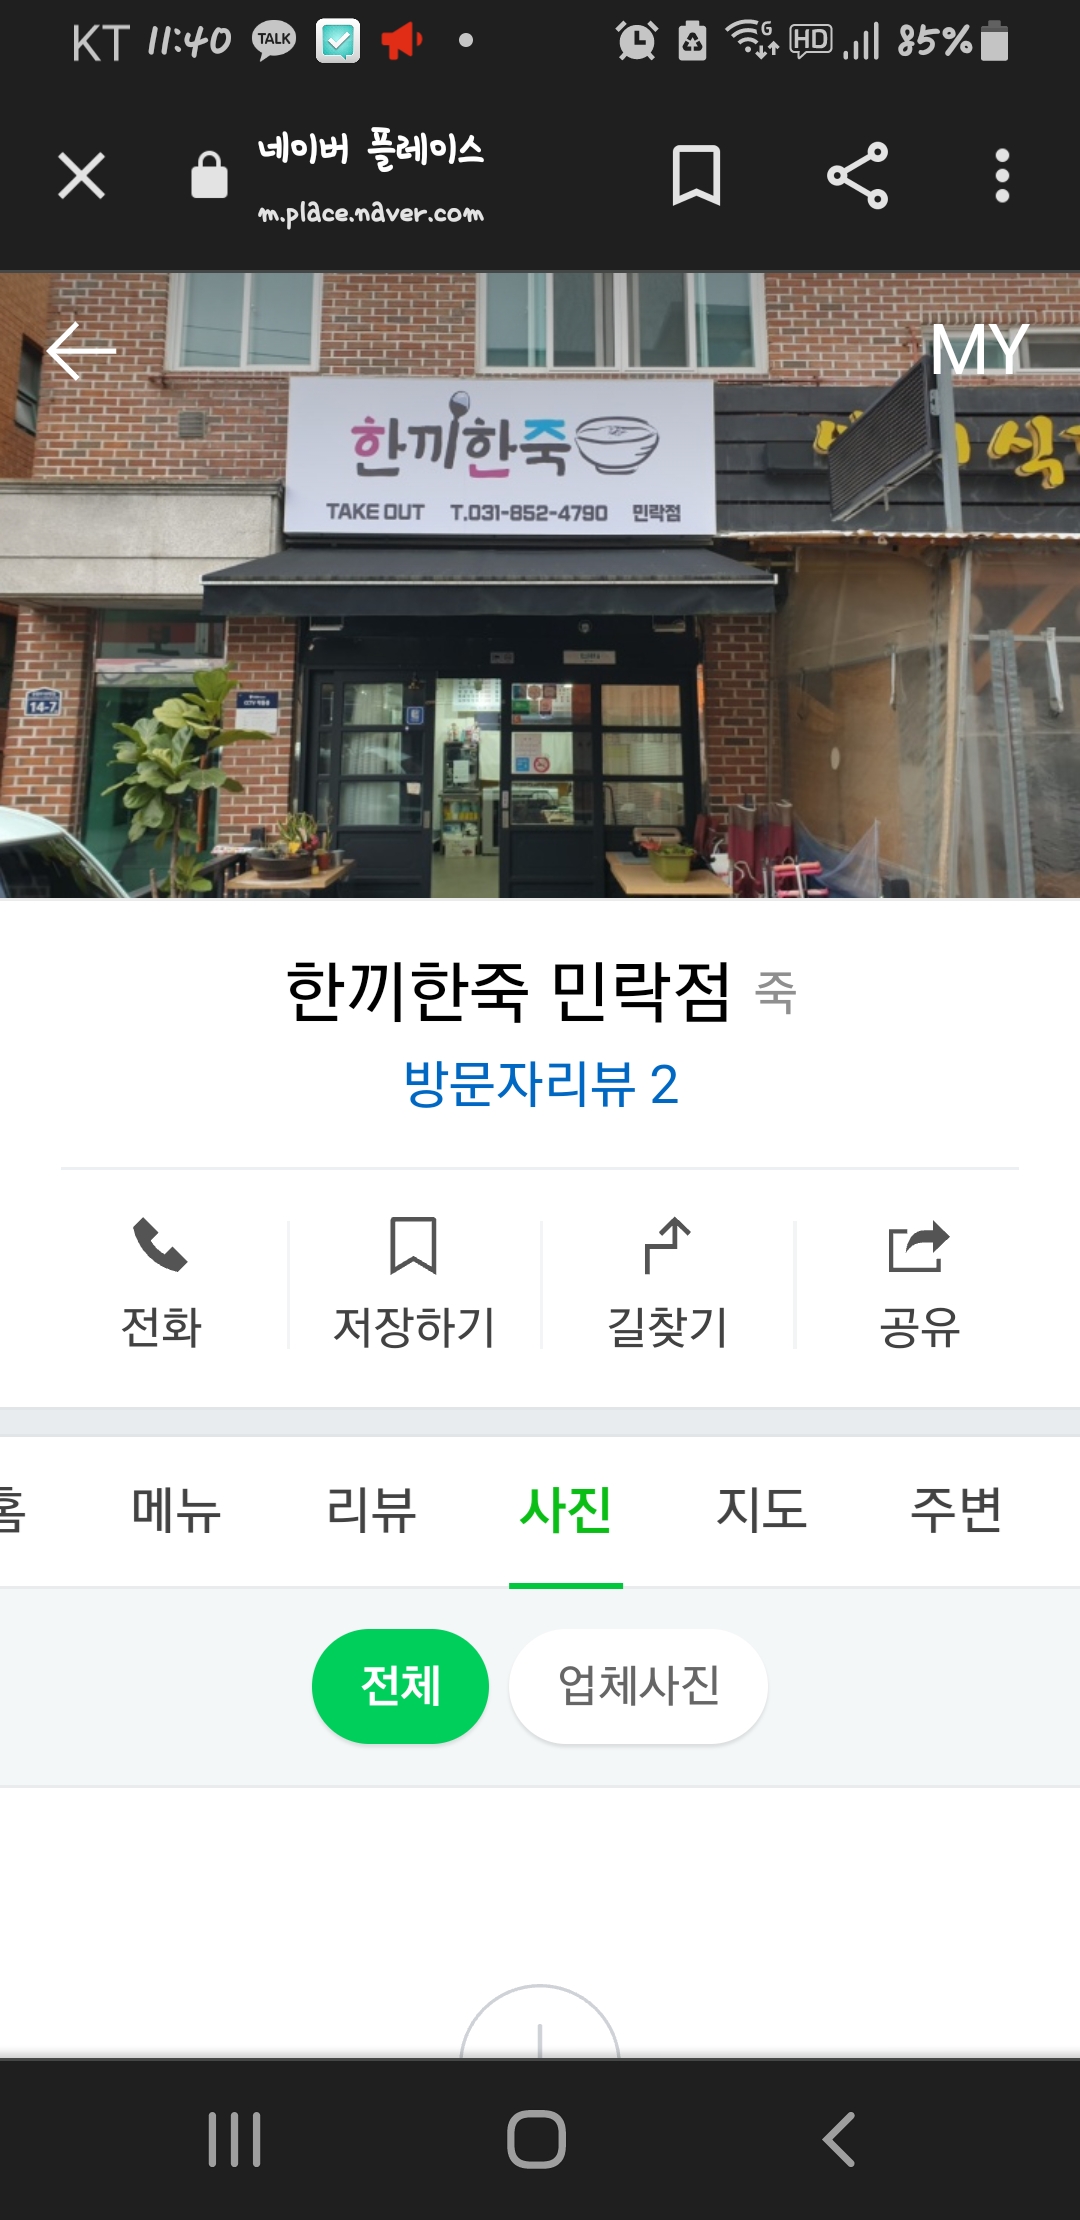 KT 11:40 TALK G HD 85%
네이버 플레이스
m.place.naver.com
MY
한끼한죽
TAKE OUT T.031-852-4790 민락점
14-7
한끼한죽 민락점 죽
방문자리뷰 2
전화 저장하기 길찾기 공유
홈 메뉴 리뷰 사진 지도 주변
전체 업체사진